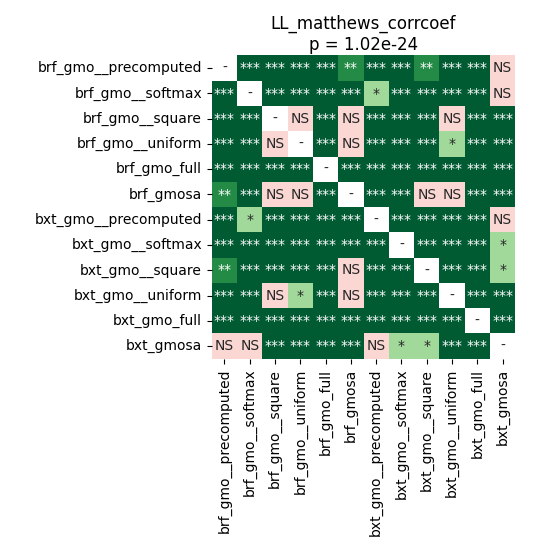 LL_matthews_corrcoef
p = 1.02e-24
brf_gmo__precomputed - *** *** *** *** ** *** *** ** *** *** NS
brf_gmo__softmax *** - *** *** *** *** * *** *** *** *** NS
brf_gmo__square *** *** - NS *** NS *** *** *** NS *** ***
brf_gmo__uniform *** *** NS - *** NS *** *** *** * *** ***
brf_gmo_full *** *** *** *** - *** *** *** *** *** *** ***
brf_gmosa ** *** NS NS *** - *** *** NS NS *** ***
bxt_gmo__precomputed *** * *** *** *** *** - *** *** *** *** NS
bxt_gmo__softmax *** *** *** *** *** *** *** - *** *** *** *
bxt_gmo__square ** *** *** *** *** NS *** *** - *** *** *
bxt_gmo__uniform *** *** NS * *** NS *** *** *** - *** ***
bxt_gmo_full *** *** *** *** *** *** *** *** *** *** - ***
bxt_gmosa NS NS *** *** *** *** NS * * *** *** -
brf_gmo__precomputed
brf_gmo__softmax
brf_gmo__square
brf_gmo__uniform
brf_gmo_full
brf_gmosa
bxt_gmo__precomputed
bxt_gmo__softmax
bxt_gmo__square
bxt_gmo__uniform
bxt_gmo_full
bxt_gmosa